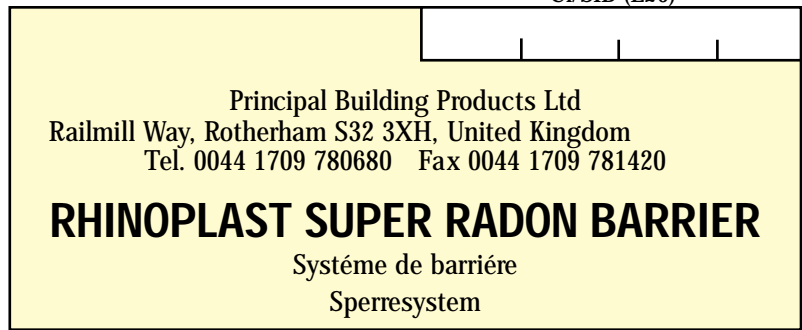 Principal Building Products Ltd
Railmill Way, Rotherham S32 3XH, United Kingdom
Tel. 0044 1709 780680 Fax 0044 1709 781420
RHINOPLAST SUPER RADON BARRIER
Systéme de barriére
Sperresystem